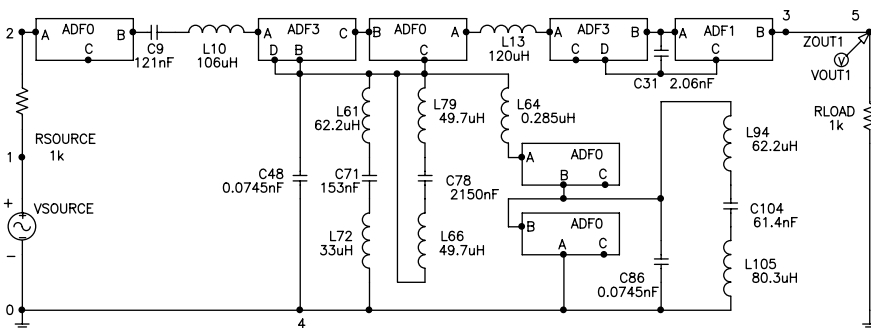 2 A ADF0 B C
C9
121nF
L10
106uH
A ADF3 C D B
B ADF0 A C
L13
120uH
A ADF3 B C D
C31 2.06nF
A ADF1 B C
3 5
ZOUT1
V
VOUT1
RSOURCE
1k
1
+
VSOURCE
–
0
L61
62.2uH
L79
49.7uH
L64
0.285uH
RLOAD
1k
C48
0.0745nF
C71
153nF
C78
2150nF
A ADF0
B C
L94
62.2uH
L72
33uH
L66
49.7uH
B ADF0
A C
C104
61.4nF
C86
0.0745nF
L105
80.3uH
4